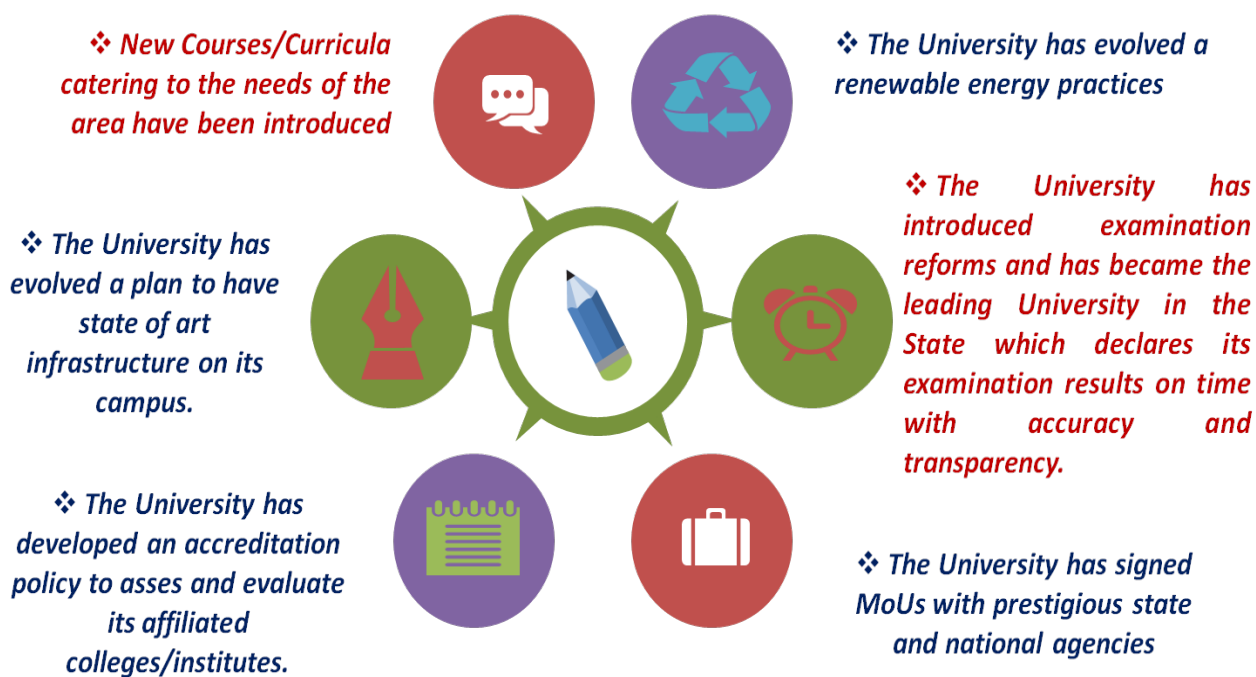 ❖ New Courses/Curricula
catering to the needs of the
area have been introduced
❖ The University has evolved a
renewable energy practices
❖ The University has
evolved a plan to have
state of art
infrastructure on its
campus.
❖ The University has
introduced examination
reforms and has became the
leading University in the
State which declares its
examination results on time
with accuracy and
transparency.
❖ The University has
developed an accreditation
policy to asses and evaluate
its affiliated
colleges/institutes.
❖ The University has signed
MoUs with prestigious state
and national agencies